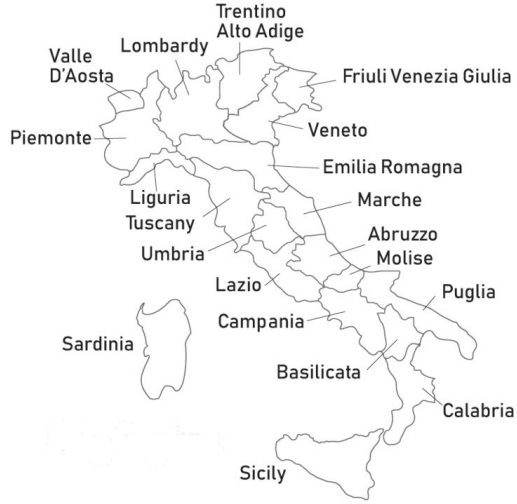 Trentino
Alto Adige
Lombardy
Valle
D'Aosta
Friuli Venezia Giulia
Veneto
Piemonte
Emilia Romagna
Liguria
Marche
Tuscany
Abruzzo
Umbria
Molise
Lazio
Puglia
Campania
Sardinia
Basilicata
Calabria
Sicily